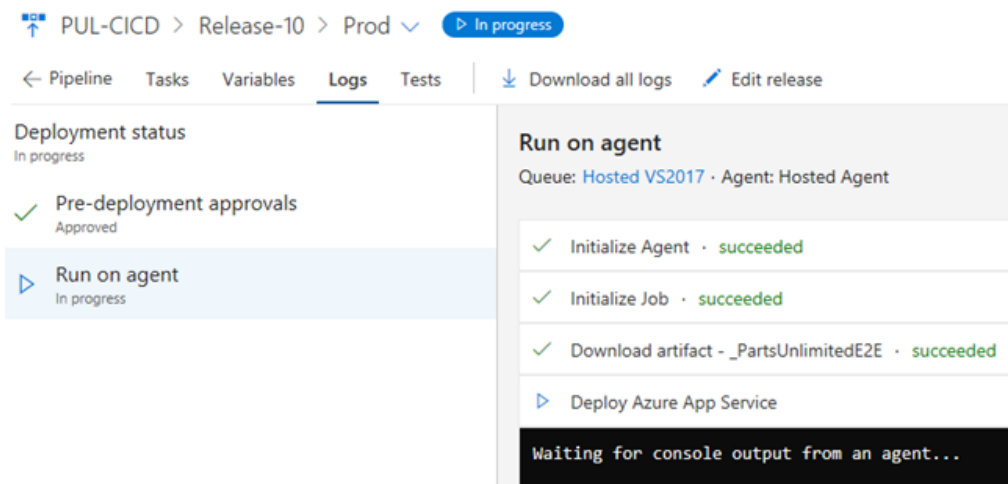 PUL-CICD > Release-10 > Prod In progress
Pipeline Tasks Variables Logs Tests Download all logs Edit release
Deployment status
In progress
Pre-deployment approvals
Approved
Run on agent
In progress
Run on agent
Queue: Hosted VS2017 · Agent: Hosted Agent
Initialize Agent · succeeded
Initialize Job · succeeded
Download artifact - _PartsUnlimitedE2E · succeeded
Deploy Azure App Service
Waiting for console output from an agent...